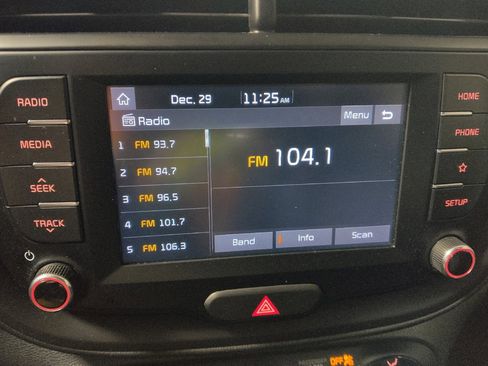 RADIO
MEDIA
SEEK
TRACK
Dec. 29 11:25 AM
Radio Menu
1 FM 93.7
2 FM 94.7
3 FM 96.5
4 FM 101.7
5 FM 106.3
FM 104.1
Band Info Scan
HOME
PHONE
SETUP
OFF